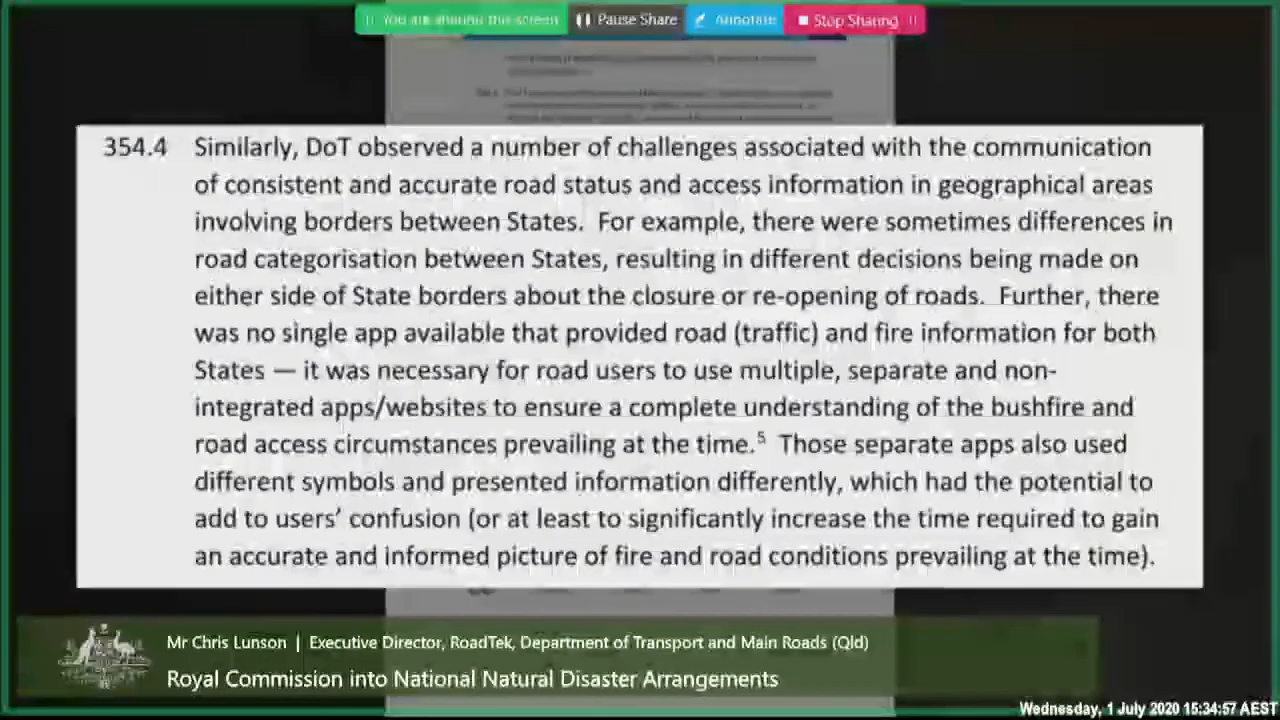 You are sharing this screen Pause Share Annotate Stop Sharing
354.4 Similarly, DoT observed a number of challenges associated with the communication
of consistent and accurate road status and access information in geographical areas
involving borders between States. For example, there were sometimes differences in
road categorisation between States, resulting in different decisions being made on
either side of State borders about the closure or re-opening of roads. Further, there
was no single app available that provided road (traffic) and fire information for both
States — it was necessary for road users to use multiple, separate and non-
integrated apps/websites to ensure a complete understanding of the bushfire and
road access circumstances prevailing at the time.⁵ Those separate apps also used
different symbols and presented information differently, which had the potential to
add to users’ confusion (or at least to significantly increase the time required to gain
an accurate and informed picture of fire and road conditions prevailing at the time).
Mr Chris Lunson | Executive Director, RoadTek, Department of Transport and Main Roads (Qld)
Royal Commission into National Natural Disaster Arrangements
Wednesday, 1 July 2020 15:34:57 AEST